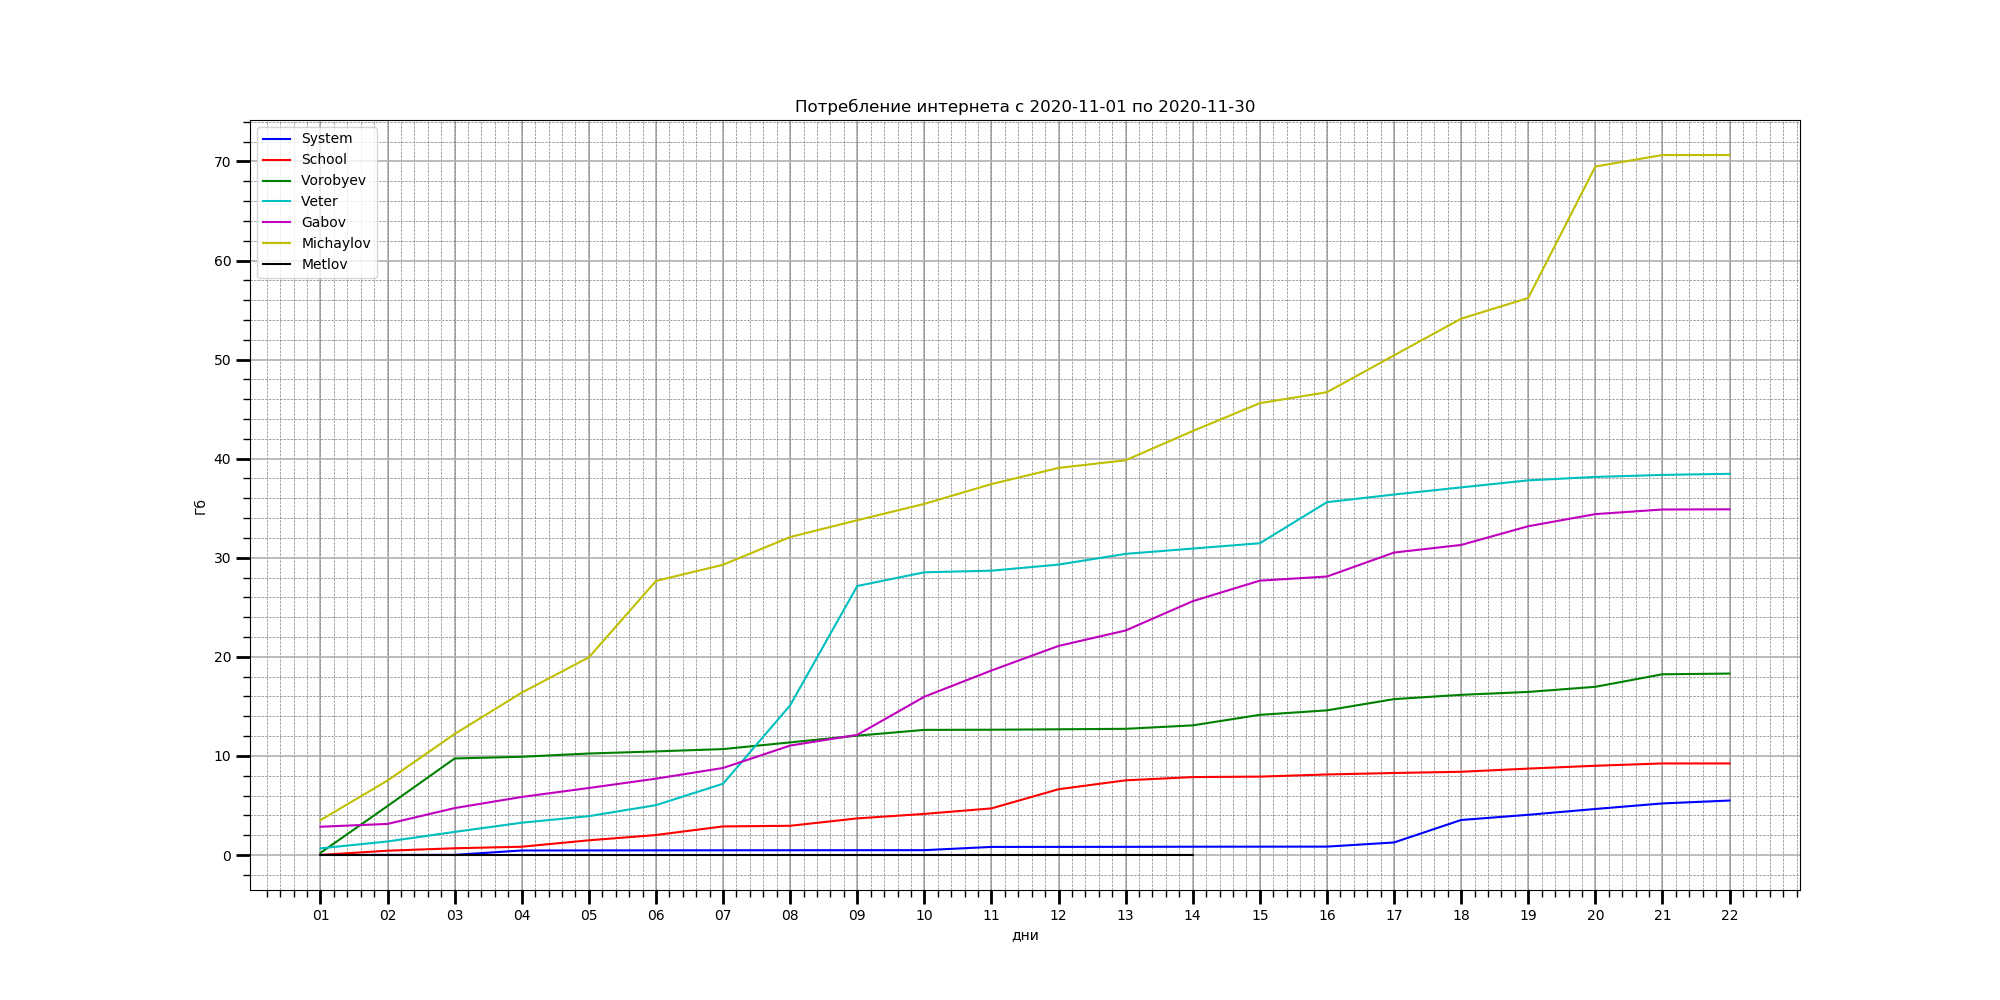 Потребление интернета с 2020-11-01 по 2020-11-30
System
School
Vorobyev
Veter
Gabov
Michaylov
Metlov
70
60
50
40
30
20
10
0
Гб
01 02 03 04 05 06 07 08 09 10 11 12 13 14 15 16 17 18 19 20 21 22
дни